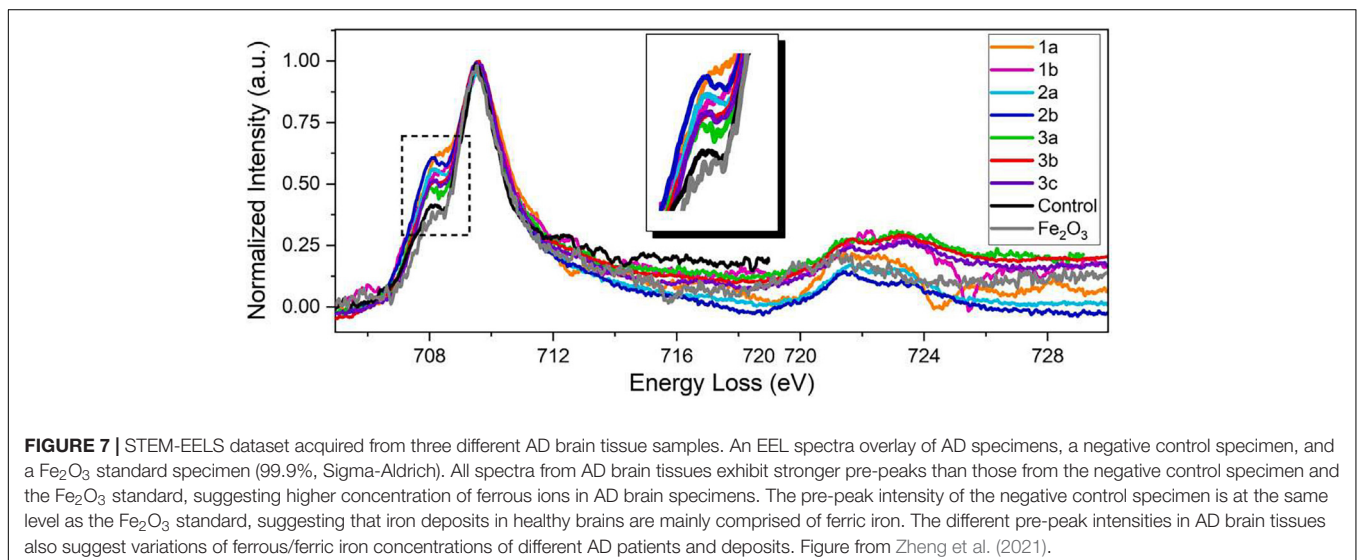 Normalized Intensity (a.u.)
1.00
0.75
0.50
0.25
0.00
1a
1b
2a
2b
3a
3b
3c
Control
Fe₂O₃
708 712 716 720 720 724 728
Energy Loss (eV)
FIGURE 7 | STEM-EELS dataset acquired from three different AD brain tissue samples. An EEL spectra overlay of AD specimens, a negative control specimen, and
a Fe₂O₃ standard specimen (99.9%, Sigma-Aldrich). All spectra from AD brain tissues exhibit stronger pre-peaks than those from the negative control specimen and
the Fe₂O₃ standard, suggesting higher concentration of ferrous ions in AD brain specimens. The pre-peak intensity of the negative control specimen is at the same
level as the Fe₂O₃ standard, suggesting that iron deposits in healthy brains are mainly comprised of ferric iron. The different pre-peak intensities in AD brain tissues
also suggest variations of ferrous/ferric iron concentrations of different AD patients and deposits. Figure from Zheng et al. (2021).